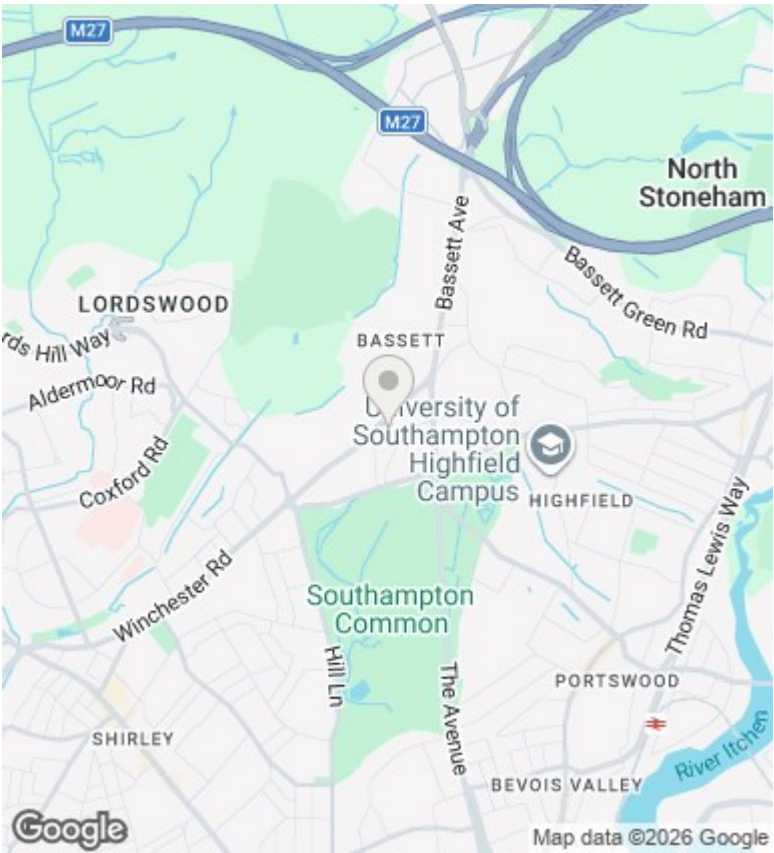 M27
M27
North
Stoneham
Bassett Ave
Bassett Green Rd
LORDSWOOD
rds Hill Way
BASSETT
Aldermoor Rd
University of
Southampton
Highfield
Campus
HIGHFIELD
Coxford Rd
Thomas Lewis Way
Winchester Rd
Southampton
Common
Hill Ln
The Avenue
PORTSWOOD
SHIRLEY
River Itchen
BEVOIS VALLEY
Google
Map data ©2026 Google